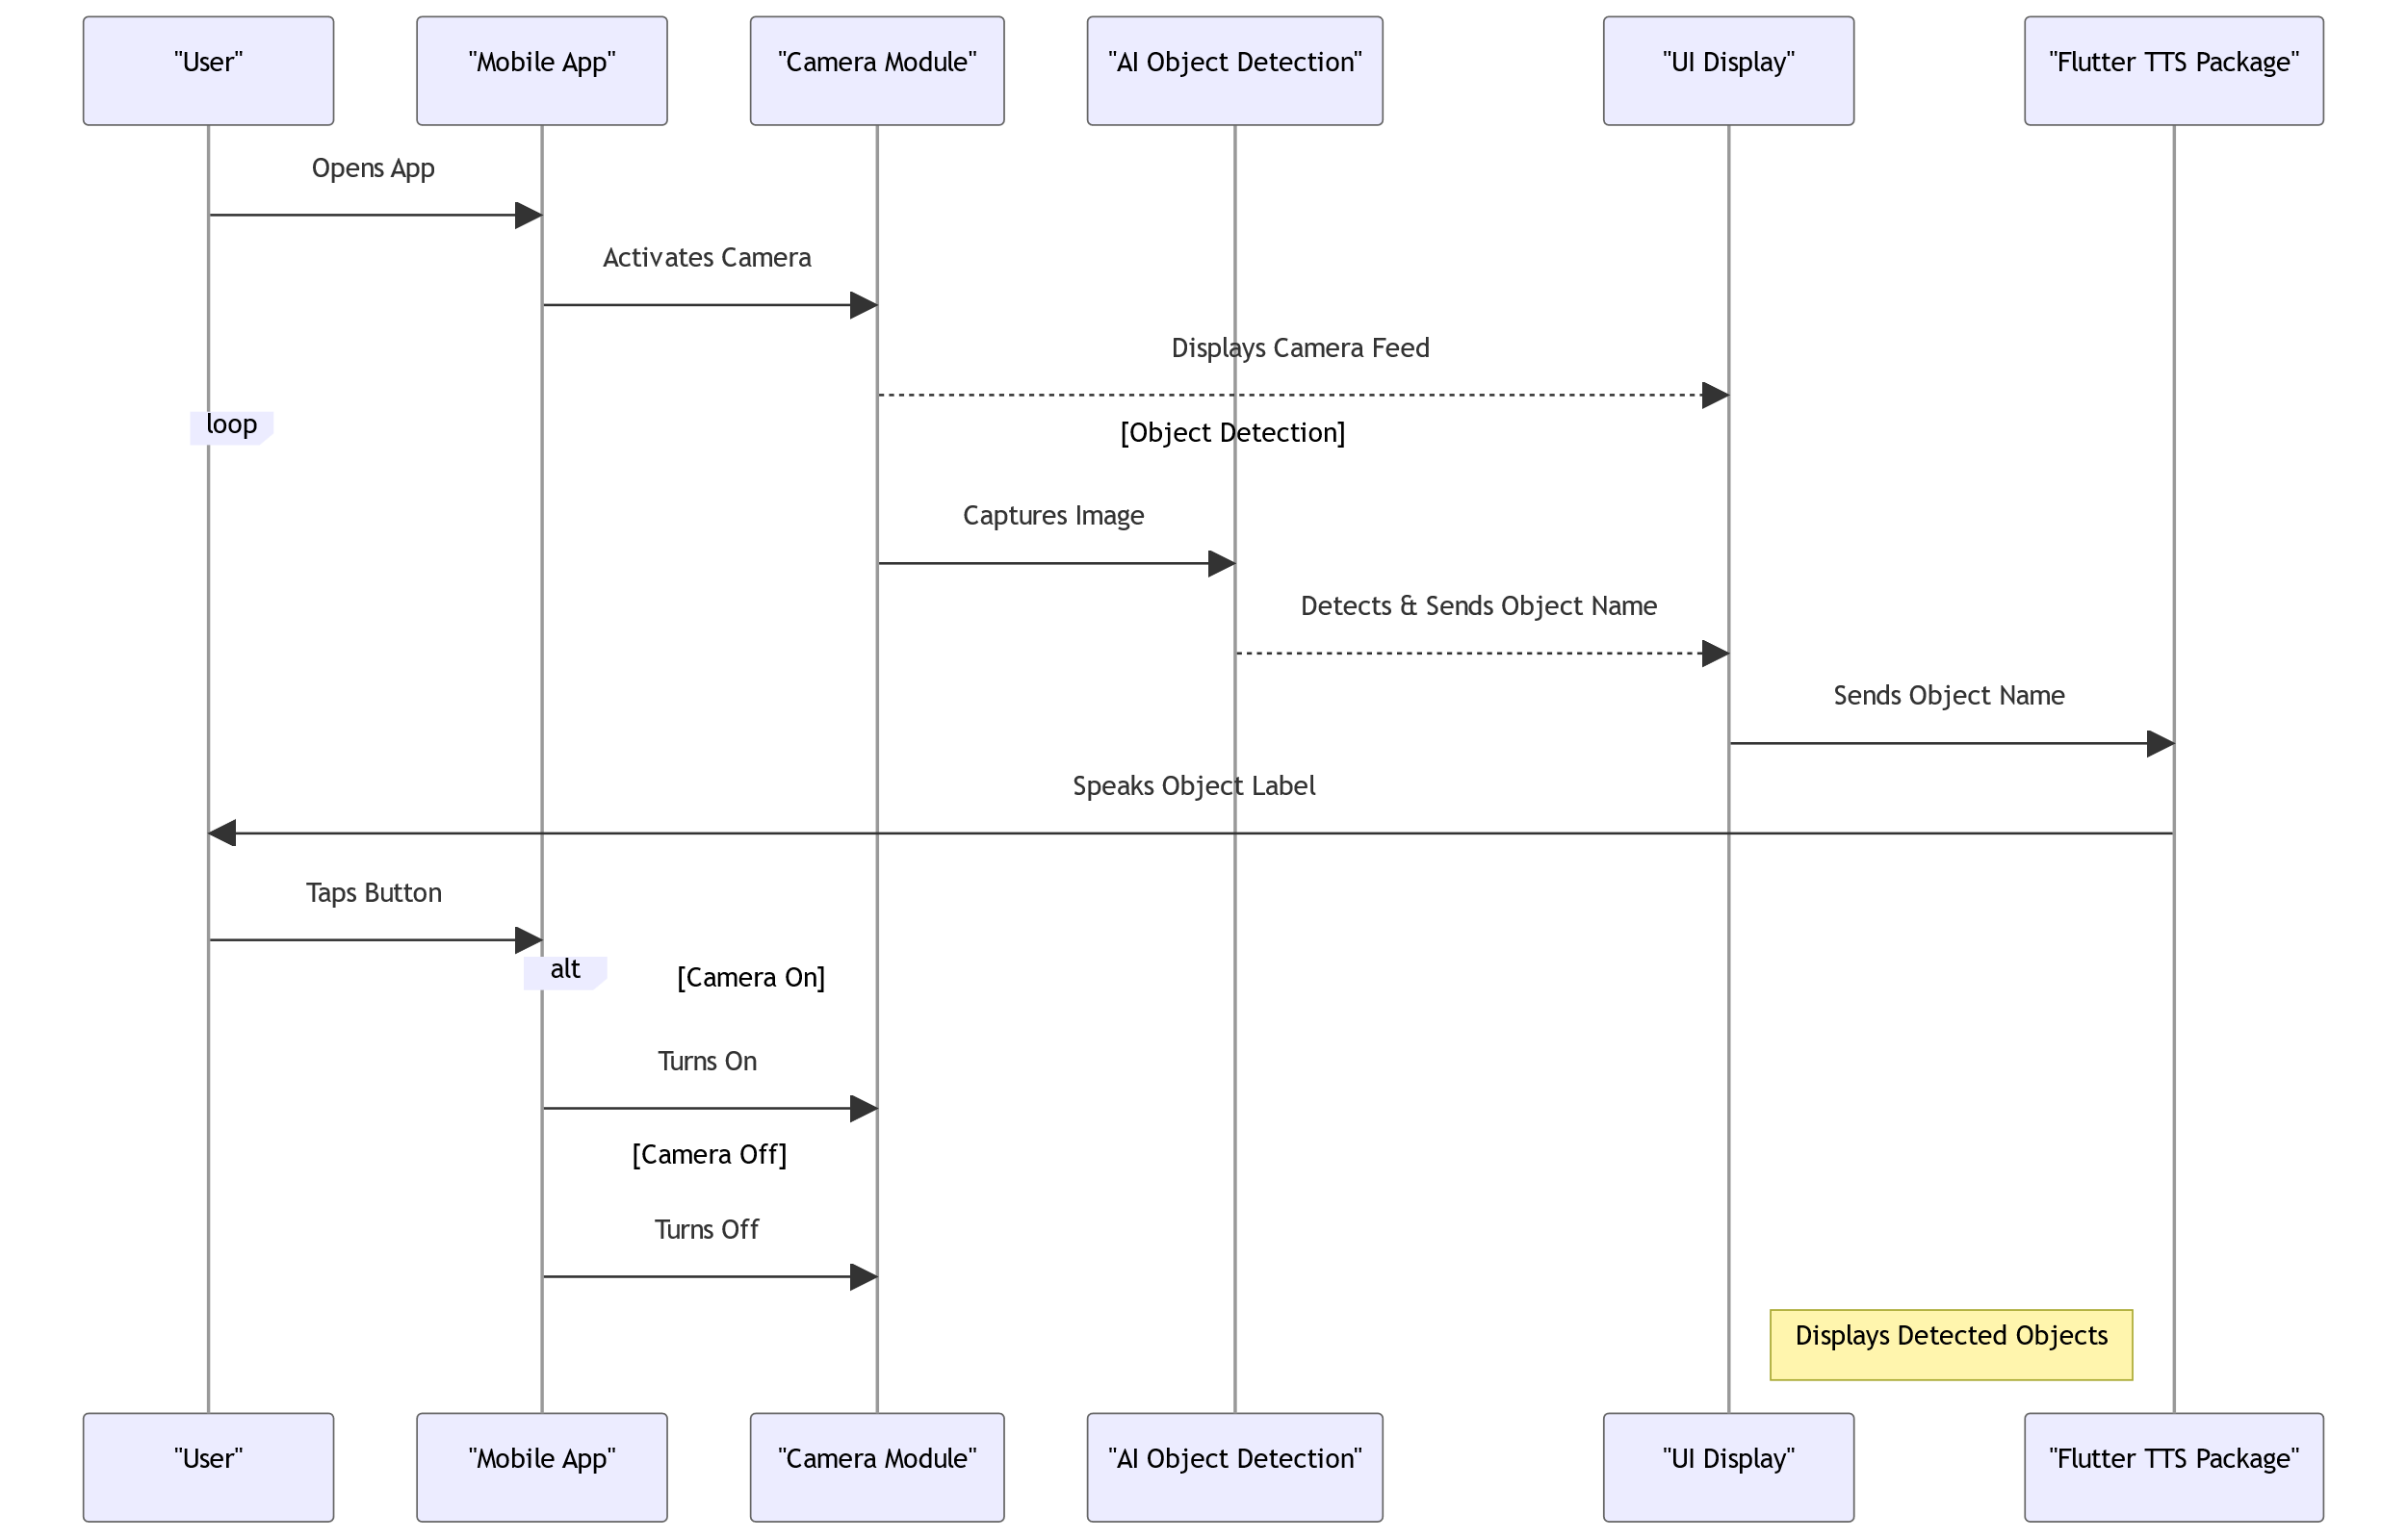 "User"
"Mobile App"
"Camera Module"
"AI Object Detection"
"UI Display"
"Flutter TTS Package"
Opens App
Activates Camera
Displays Camera Feed
loop
[Object Detection]
Captures Image
Detects & Sends Object Name
Sends Object Name
Speaks Object Label
Taps Button
alt
[Camera On]
Turns On
[Camera Off]
Turns Off
Displays Detected Objects
"User"
"Mobile App"
"Camera Module"
"AI Object Detection"
"UI Display"
"Flutter TTS Package"